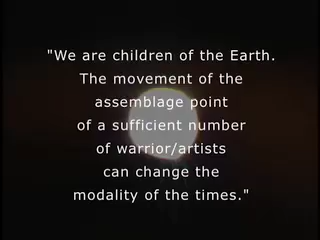 "We are children of the Earth.
The movement of the
assemblage point
of a sufficient number
of warrior/artists
can change the
modality of the times."